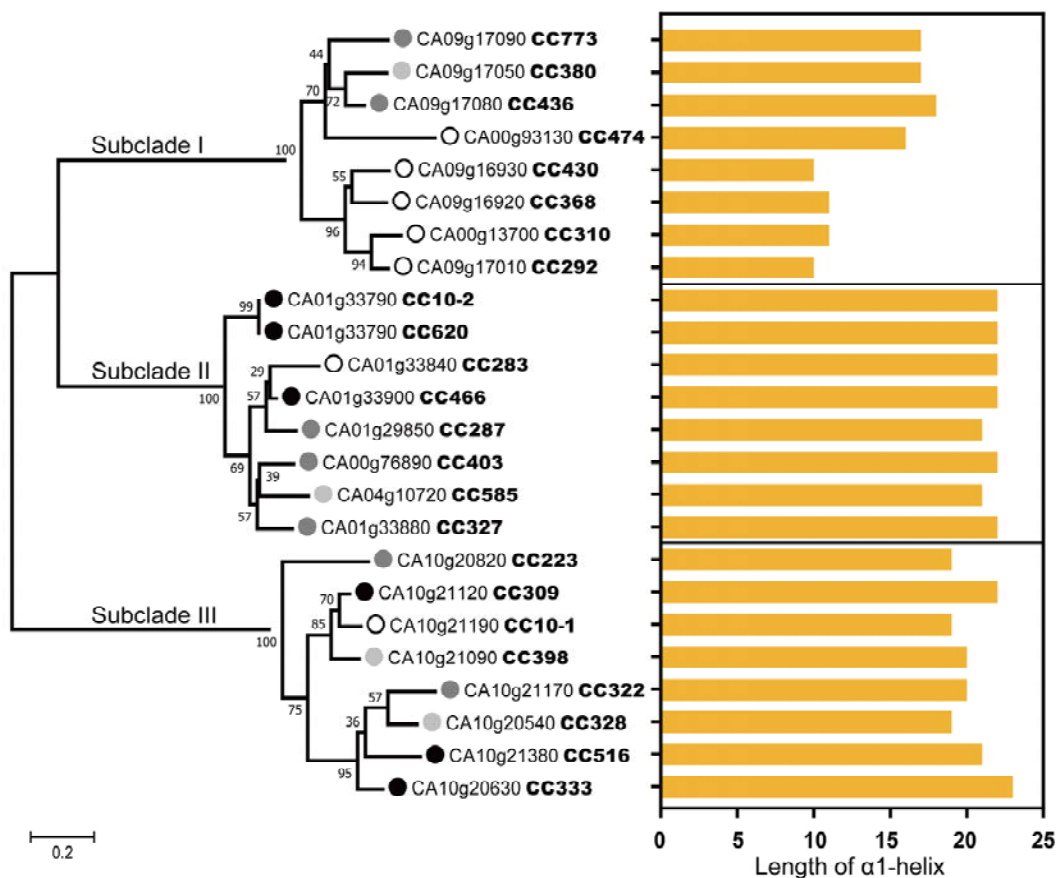 CA09g17090 CC773
44
CA09g17050 CC380
70
72
CA09g17080 CC436
CA00g93130 CC474
Subclade I
100
CA09g16930 CC430
55
CA09g16920 CC368
96
CA00g13700 CC310
94
CA09g17010 CC292
99
CA01g33790 CC10-2
CA01g33790 CC620
CA01g33840 CC283
29
Subclade II
57
CA01g33900 CC466
100
CA01g29850 CC287
69
CA00g76890 CC403
39
CA04g10720 CC585
57
CA01g33880 CC327
CA10g20820 CC223
CA10g21120 CC309
70
Subclade III
85
CA10g21190 CC10-1
100
CA10g21090 CC398
75
CA10g21170 CC322
57
36
CA10g20540 CC328
CA10g21380 CC516
95
CA10g20630 CC333
0.2
0 5 10 15 20 25
Length of α1-helix